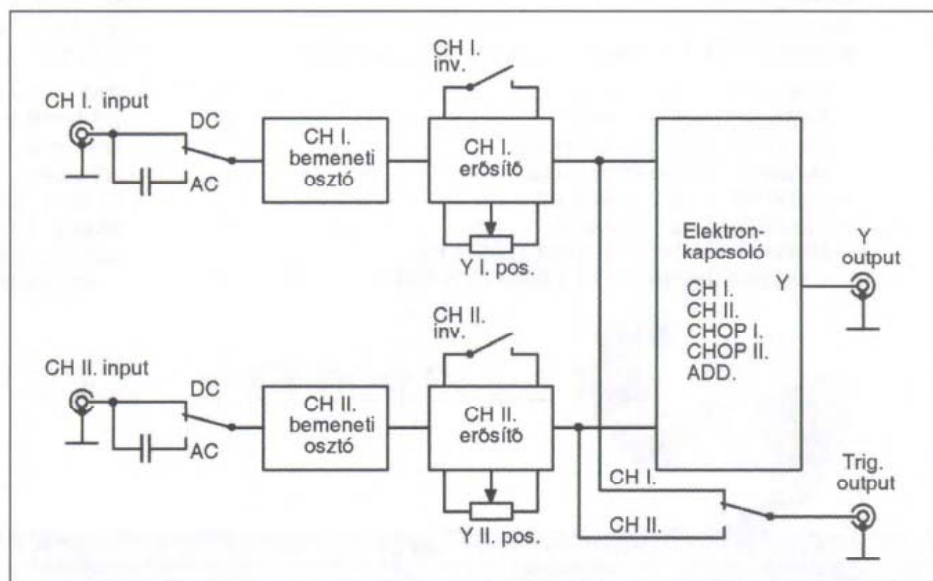 CH I.
inv.
CH I. input
DC
AC
CH I.
bemeneti
osztó
CH I.
erősítő
Y I. pos.
Elektron-
kapcsoló
Y
CH I.
CH II.
CHOP I.
CHOP II.
ADD.
Y
output
CH II.
inv.
CH II. input
DC
AC
CH II.
bemeneti
osztó
CH II.
erősítő
Y II. pos.
CH I.
CH II.
Trig.
output